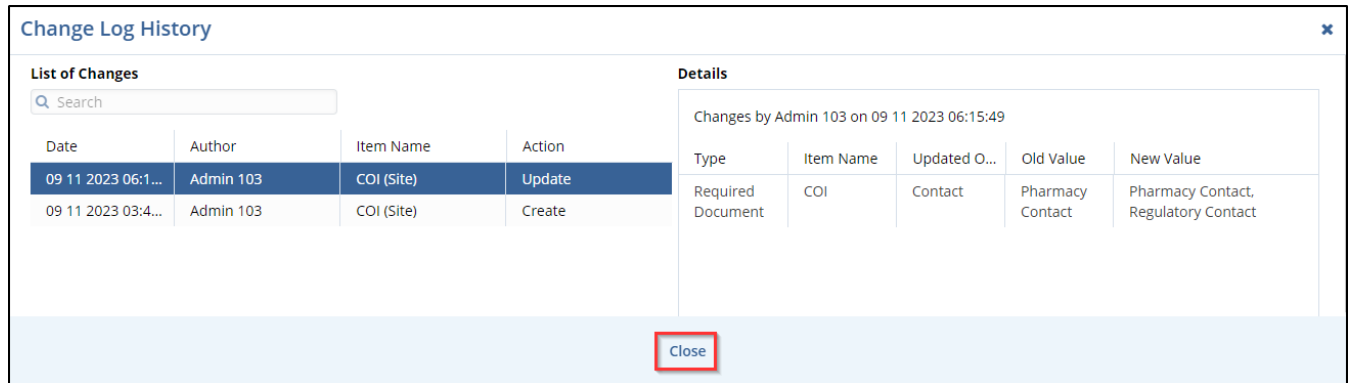 Change Log History
List of Changes
Search
Date Author Item Name Action
09 11 2023 06:1... Admin 103 COI (Site) Update
09 11 2023 03:4... Admin 103 COI (Site) Create
Details
Changes by Admin 103 on 09 11 2023 06:15:49
Type Item Name Updated O... Old Value New Value
Required COI Contact Pharmacy Pharmacy Contact,
Document Contact Regulatory Contact
Close